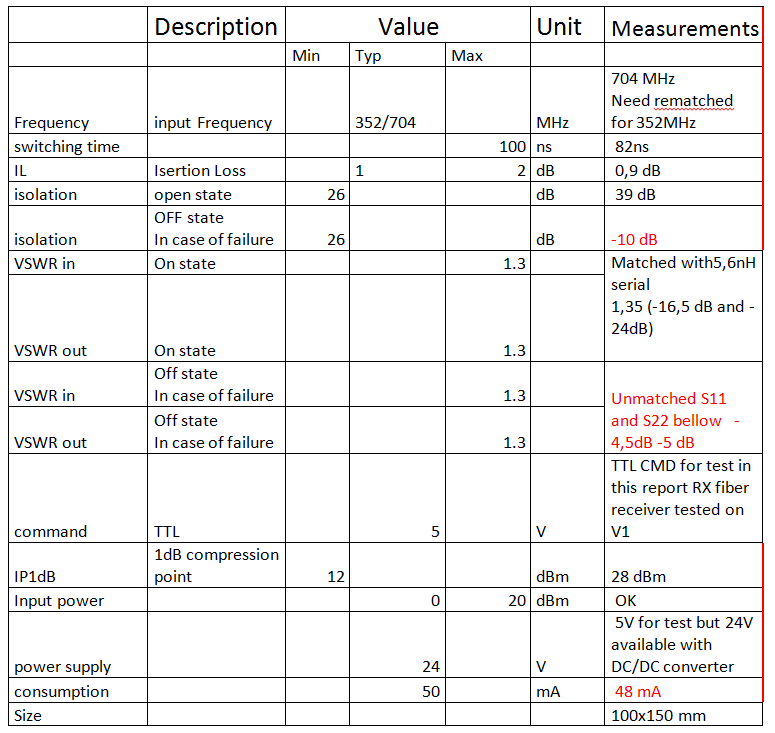 Description Value Unit Measurements
Min Typ Max
704 MHz
Need rematched
Frequency input Frequency 352/704 MHz for 352MHz
switching time 100 ns 82ns
IL Isertion Loss 1 2 dB 0,9 dB
isolation open state 26 dB 39 dB
OFF state
isolation In case of failure 26 dB -10 dB
VSWR in On state 1.3 Matched with5,6nH
serial
1,35 (-16,5 dB and -
24dB)
VSWR out On state 1.3
Off state
VSWR in In case of failure 1.3 Unmatched S11
Off state and S22 bellow -
VSWR out In case of failure 1.3 4,5dB -5 dB
TTL CMD for test in
this report RX fiber
receiver tested on
command TTL 5 V V1
1dB compression
IP1dB point 12 dBm 28 dBm
Input power 0 20 dBm OK
5V for test but 24V
available with
power supply 24 V DC/DC converter
consumption 50 mA 48 mA
Size 100x150 mm